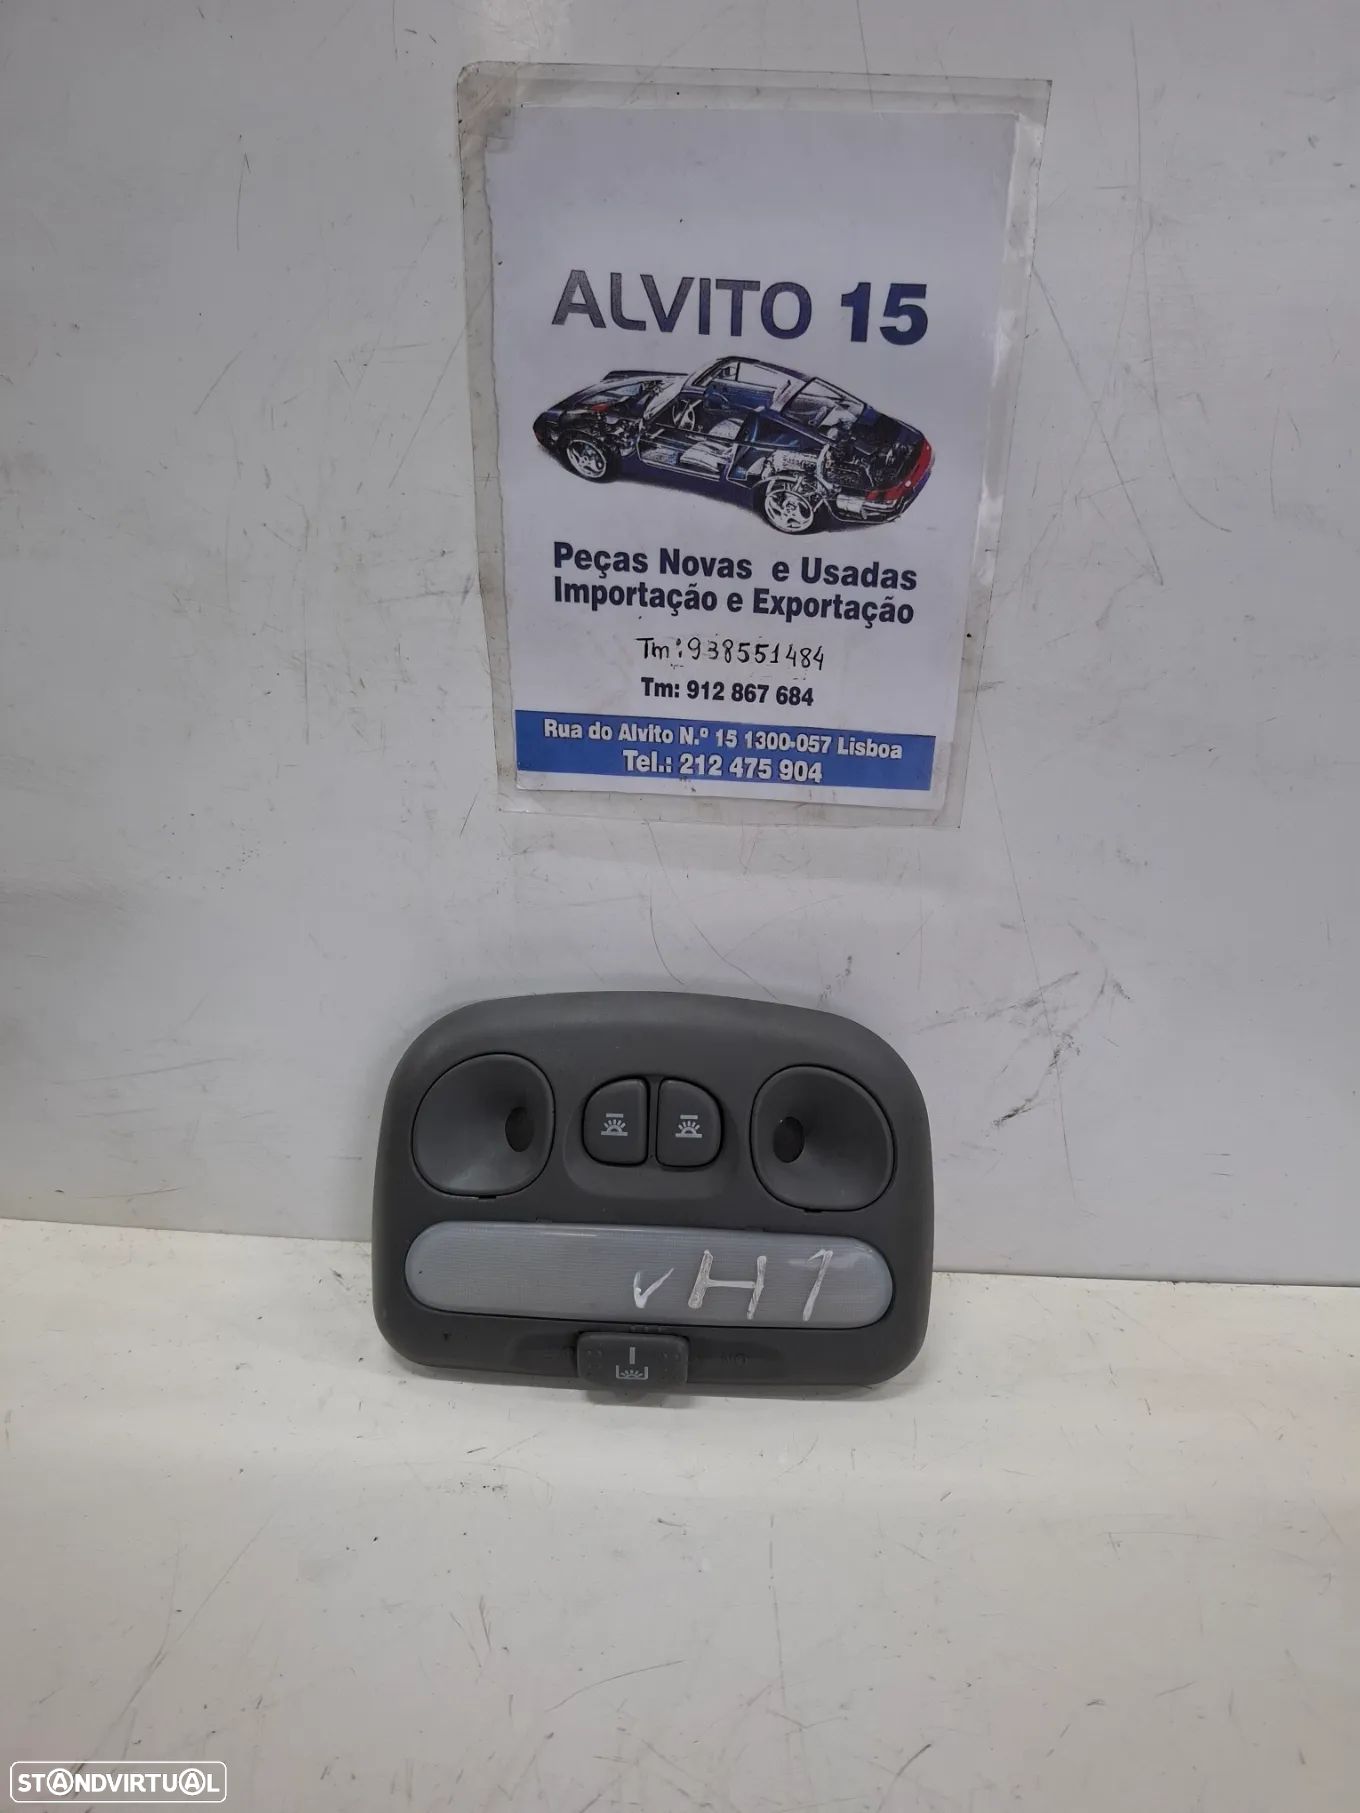 ALVITO 15
Peças Novas e Usadas
Importação e Exportação
Tm: 938551484
Tm: 912 867 684
Rua do Alvito N.º 15 1300-057 Lisboa
Tel.: 212 475 904
✓H1
STANDVIRTUAL